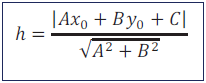 h = |Ax₀ + By₀ + C| / √(A² + B²)